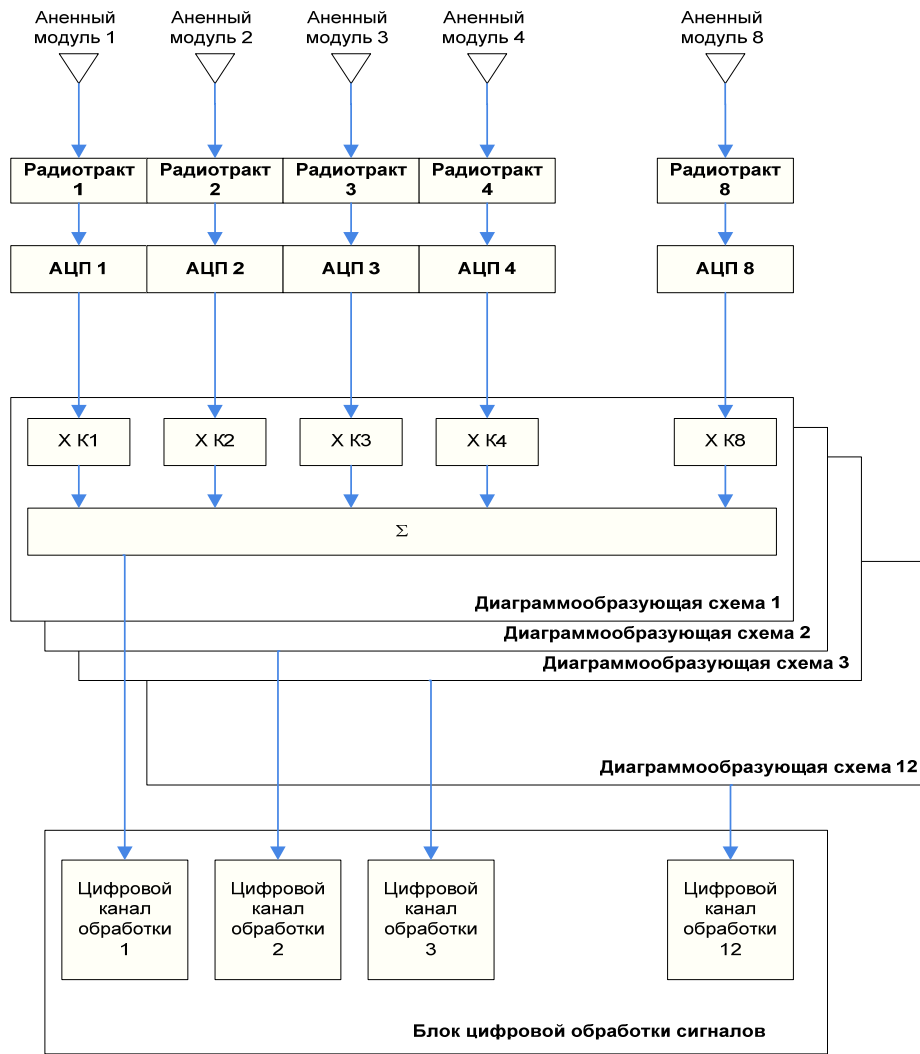 Аненный модуль 1
Аненный модуль 2
Аненный модуль 3
Аненный модуль 4
Аненный модуль 8
Радиотракт 1
Радиотракт 2
Радиотракт 3
Радиотракт 4
Радиотракт 8
АЦП 1
АЦП 2
АЦП 3
АЦП 4
АЦП 8
Х К1
Х К2
Х К3
Х К4
Х К8
Σ
Диаграммообразующая схема 1
Диаграммообразующая схема 2
Диаграммообразующая схема 3
Диаграммообразующая схема 12
Цифровой канал обработки 1
Цифровой канал обработки 2
Цифровой канал обработки 3
Цифровой канал обработки 12
Блок цифровой обработки сигналов